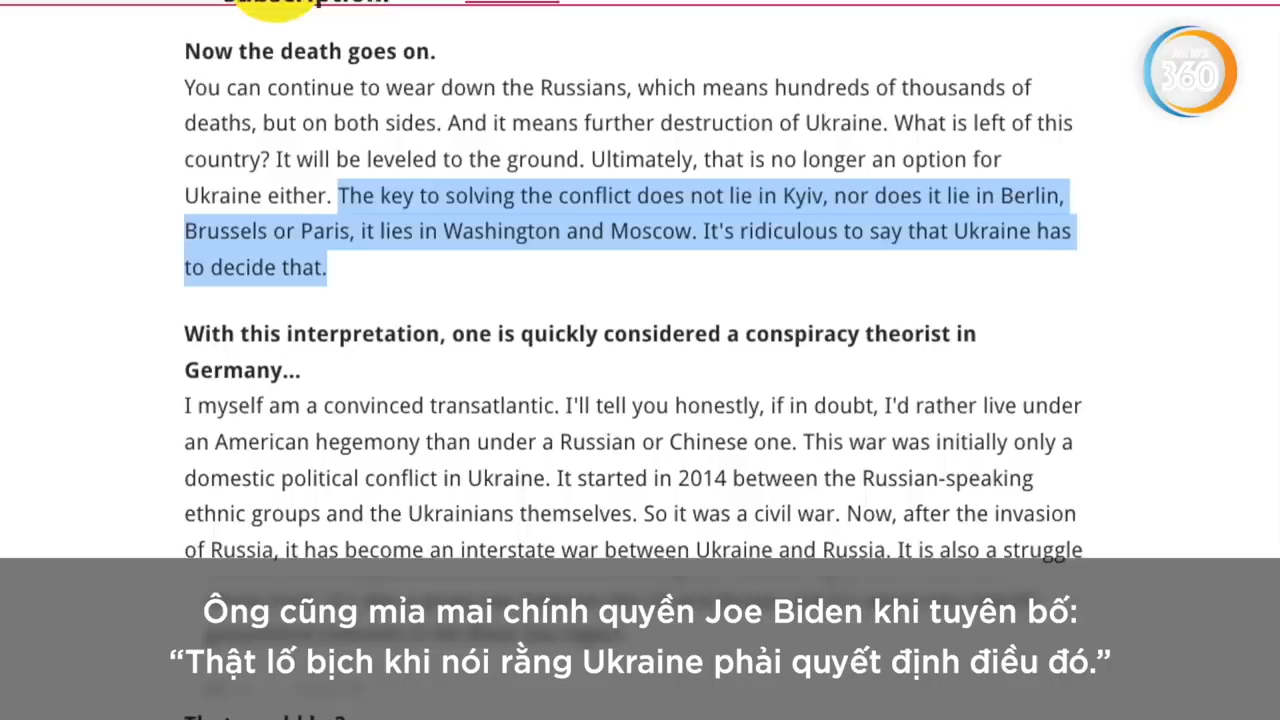 subscription.
NEWS
360
Now the death goes on.
You can continue to wear down the Russians, which means hundreds of thousands of
deaths, but on both sides. And it means further destruction of Ukraine. What is left of this
country? It will be leveled to the ground. Ultimately, that is no longer an option for
Ukraine either. The key to solving the conflict does not lie in Kyiv, nor does it lie in Berlin,
Brussels or Paris, it lies in Washington and Moscow. It's ridiculous to say that Ukraine has
to decide that.
With this interpretation, one is quickly considered a conspiracy theorist in
Germany...
I myself am a convinced transatlantic. I'll tell you honestly, if in doubt, I'd rather live under
an American hegemony than under a Russian or Chinese one. This war was initially only a
domestic political conflict in Ukraine. It started in 2014 between the Russian-speaking
ethnic groups and the Ukrainians themselves. So it was a civil war. Now, after the invasion
of Russia, it has become an interstate war between Ukraine and Russia. It is also a struggle
Ông cũng mỉa mai chính quyền Joe Biden khi tuyên bố:
“Thật lố bịch khi nói rằng Ukraine phải quyết định điều đó.”